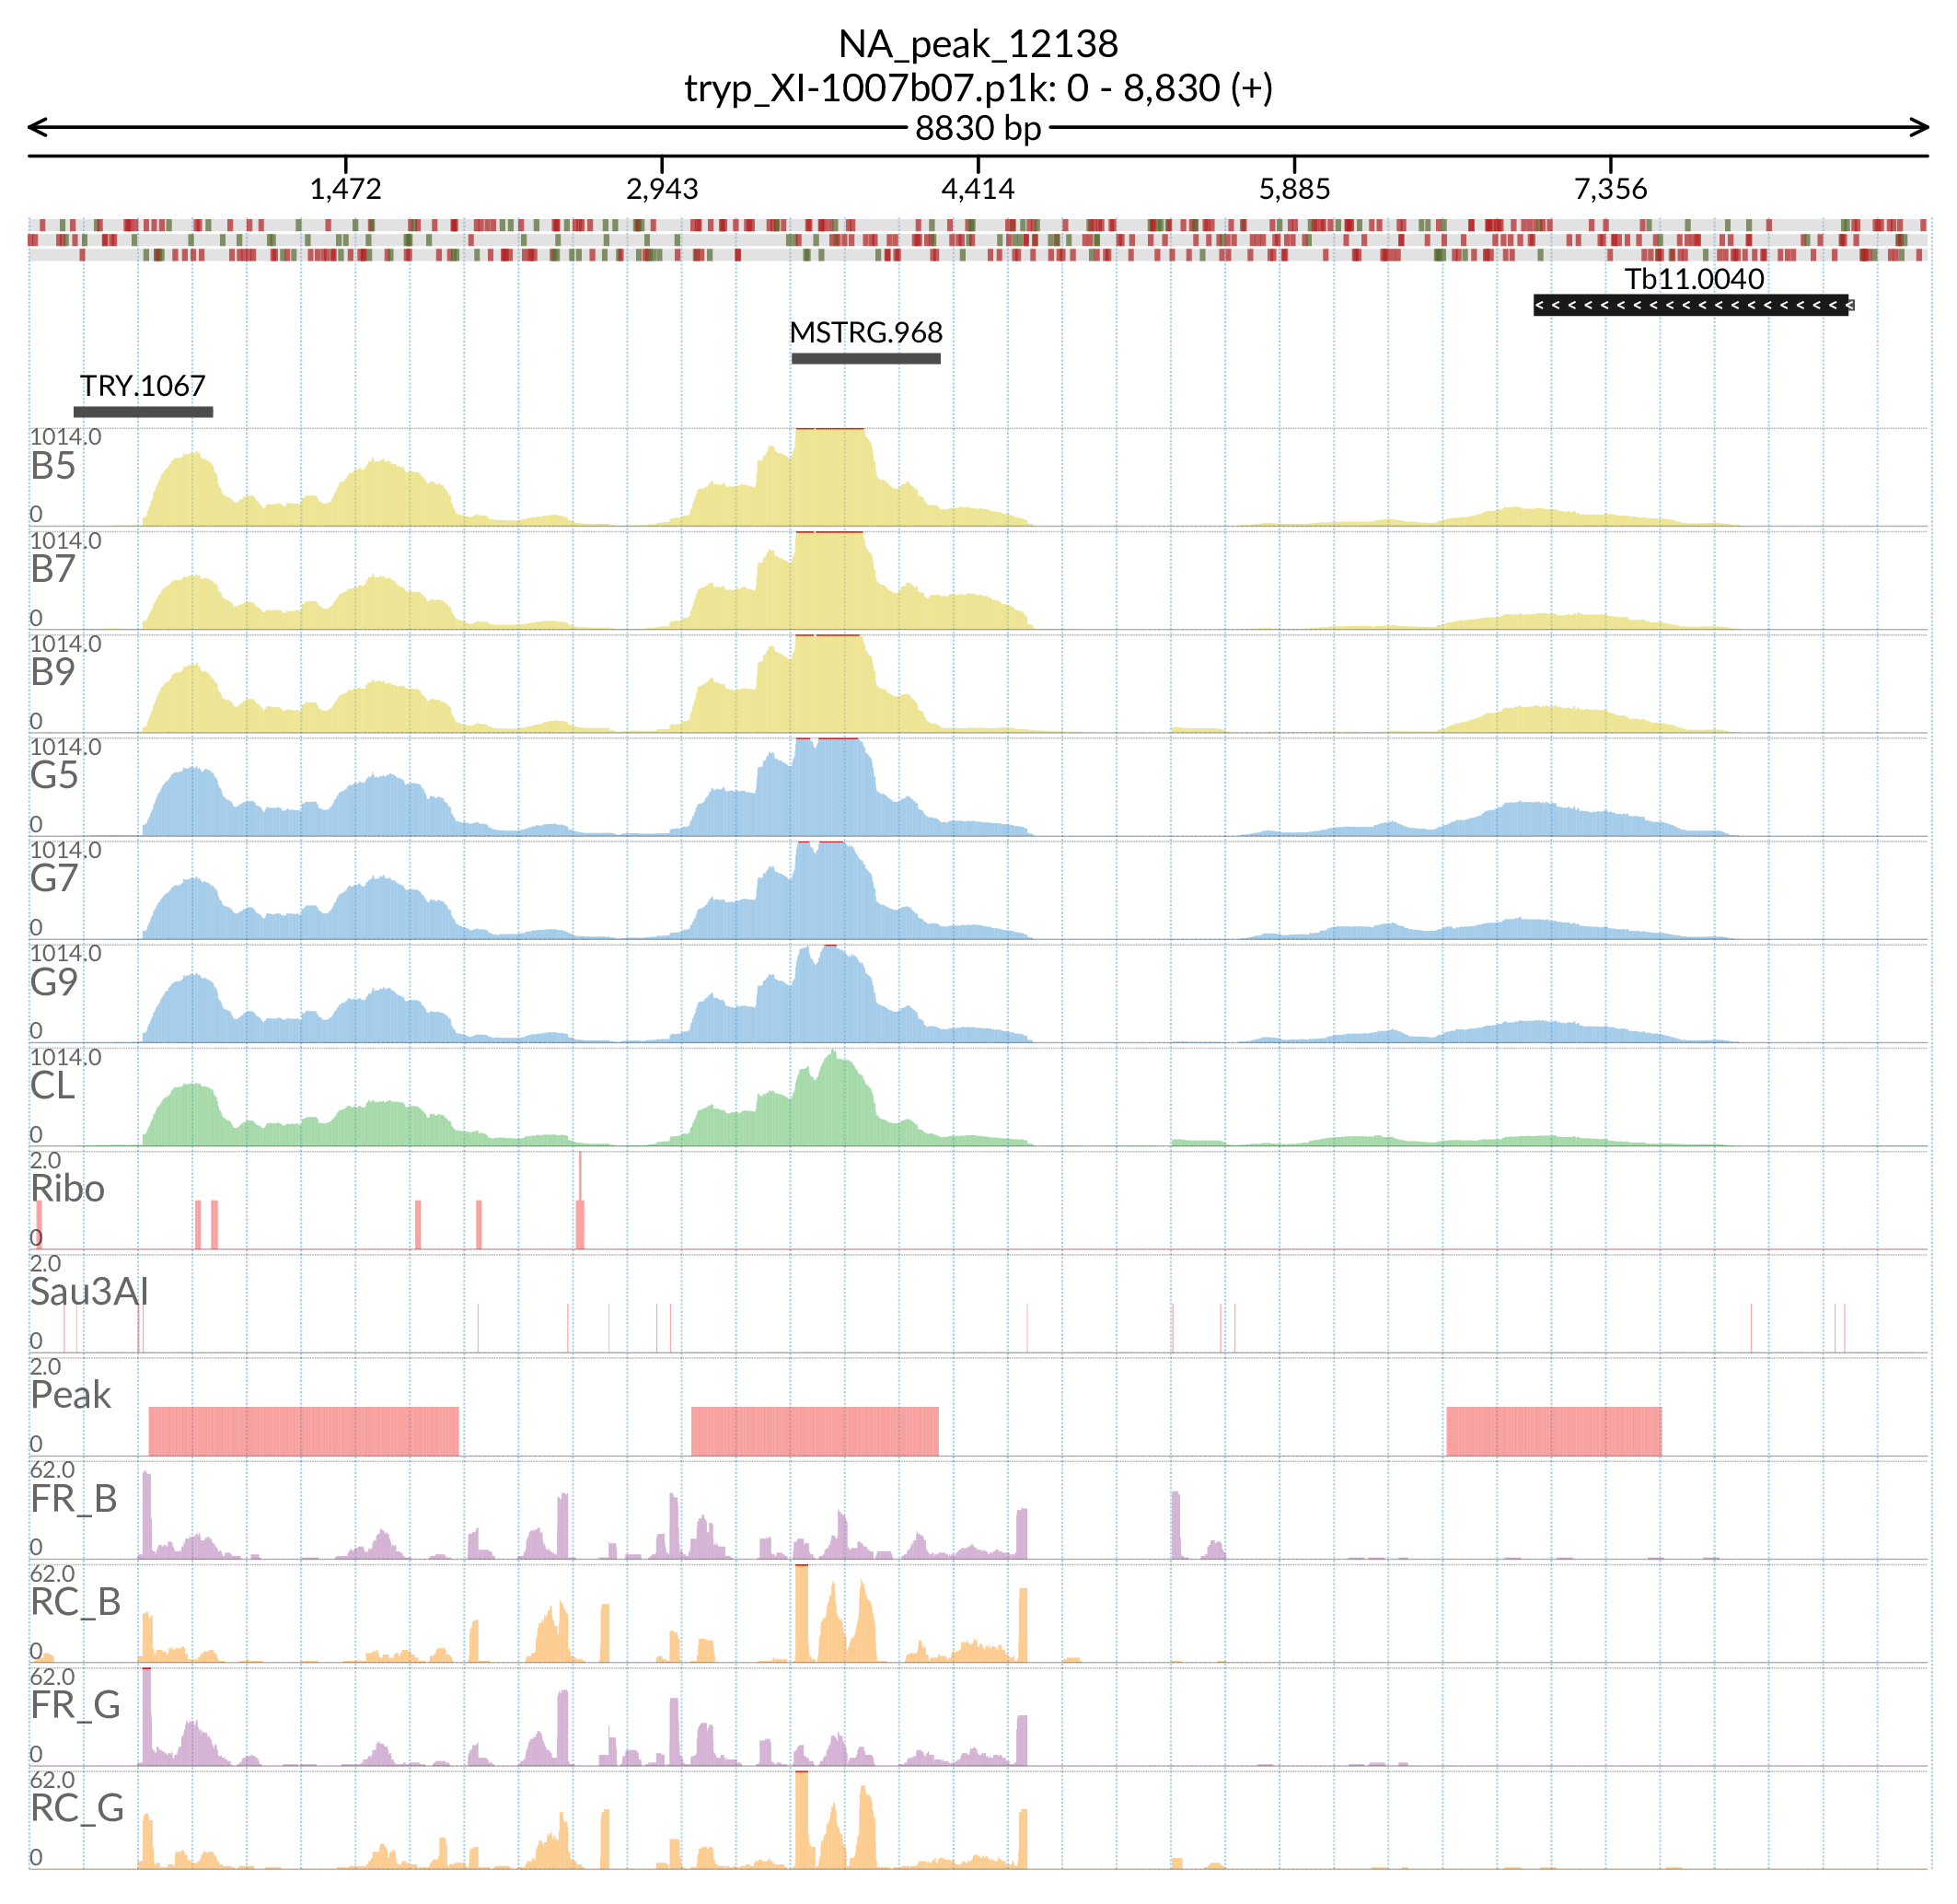 NA_peak_12138
tryp_XI-1007b07.p1k: 0 - 8,830 (+)
8830 bp
1,472 2,943 4,414 5,885 7,356
Tb11.0040
MSTRG.968
TRY.1067
1014.0
B5
0
1014.0
B7
0
1014.0
B9
0
1014.0
G5
0
1014.0
G7
0
1014.0
G9
0
1014.0
CL
0
2.0
Ribo
0
2.0
Sau3AI
0
2.0
Peak
0
62.0
FR_B
0
62.0
RC_B
0
62.0
FR_G
0
62.0
RC_G
0